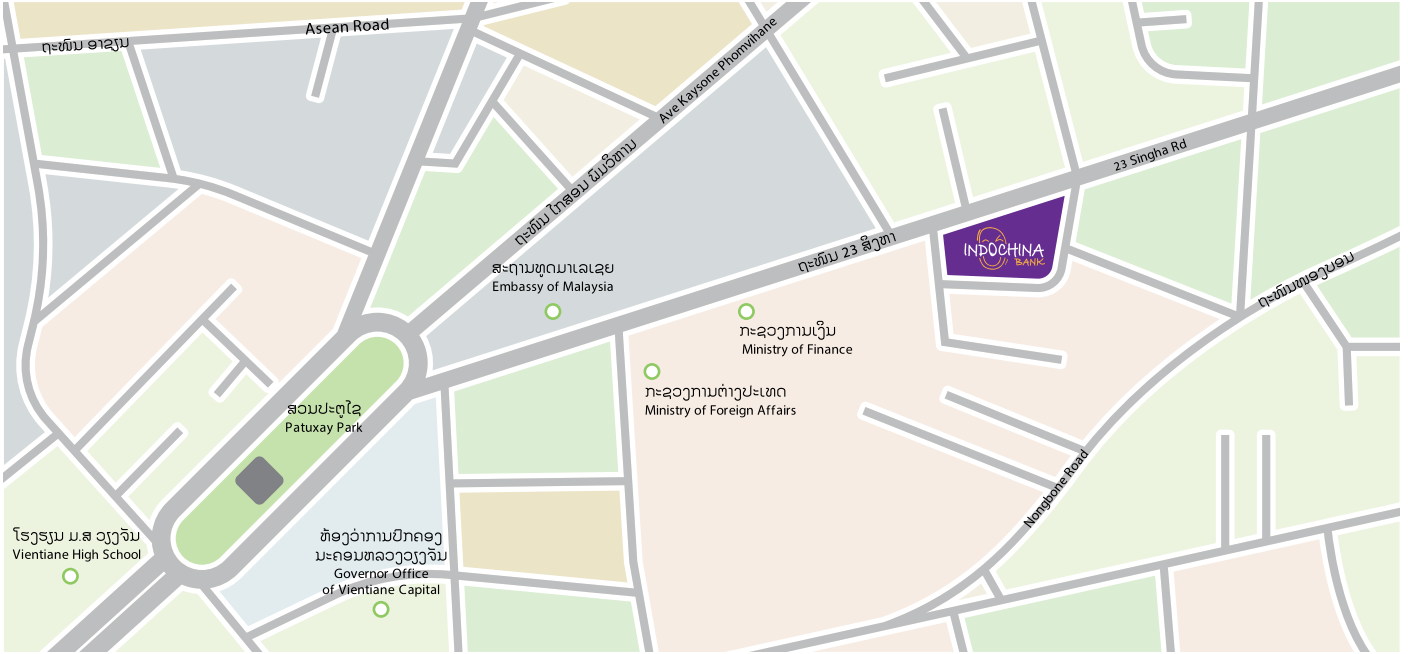 Asean Road
ຖະໜົນ ອາຊຽນ
Ave Kaysone Phomvihane
ຖະໜົນ ໄກສອນ ພົມວິຫານ
23 Singha Rd
ຖະໜົນ 23 ສິງຫາ
INDOCHINA
BANK
ສະຖານທູດມາເລເຊຍ
Embassy of Malaysia
ຖະໜົນໜອງບອນ
ກະຊວງການເງິນ
Ministry of Finance
ກະຊວງການຕ່າງປະເທດ
Ministry of Foreign Affairs
ສວນປະຕູໄຊ
Patuxay Park
Nongbone Road
ໂຮງຮຽນ ມ.ສ ວຽງຈັນ
Vientiane High School
ຫ້ອງວ່າການປົກຄອງ
ນະຄອນຫລວງວຽງຈັນ
Governor Office
of Vientiane Capital